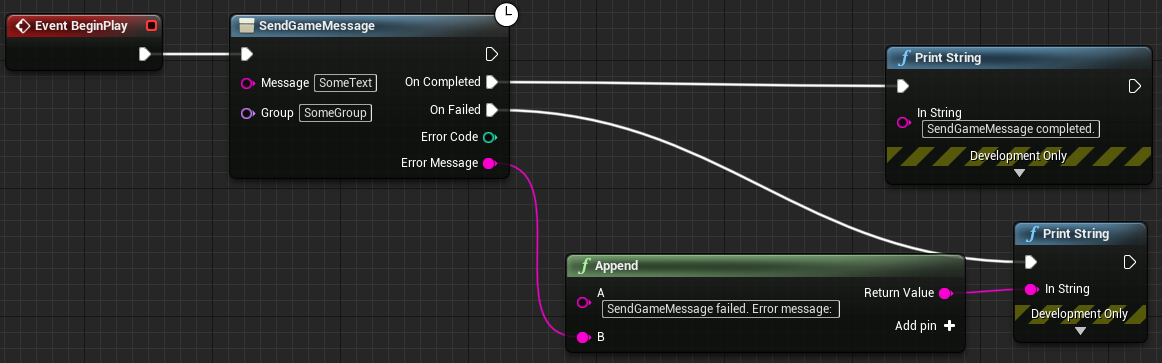 Event BeginPlay
SendGameMessage
Message SomeText
On Completed
Group SomeGroup
On Failed
Error Code
Error Message
Print String
In String
SendGameMessage completed.
Development Only
Append
A
SendGameMessage failed. Error message:
Return Value
B
Add pin
Print String
In String
Development Only